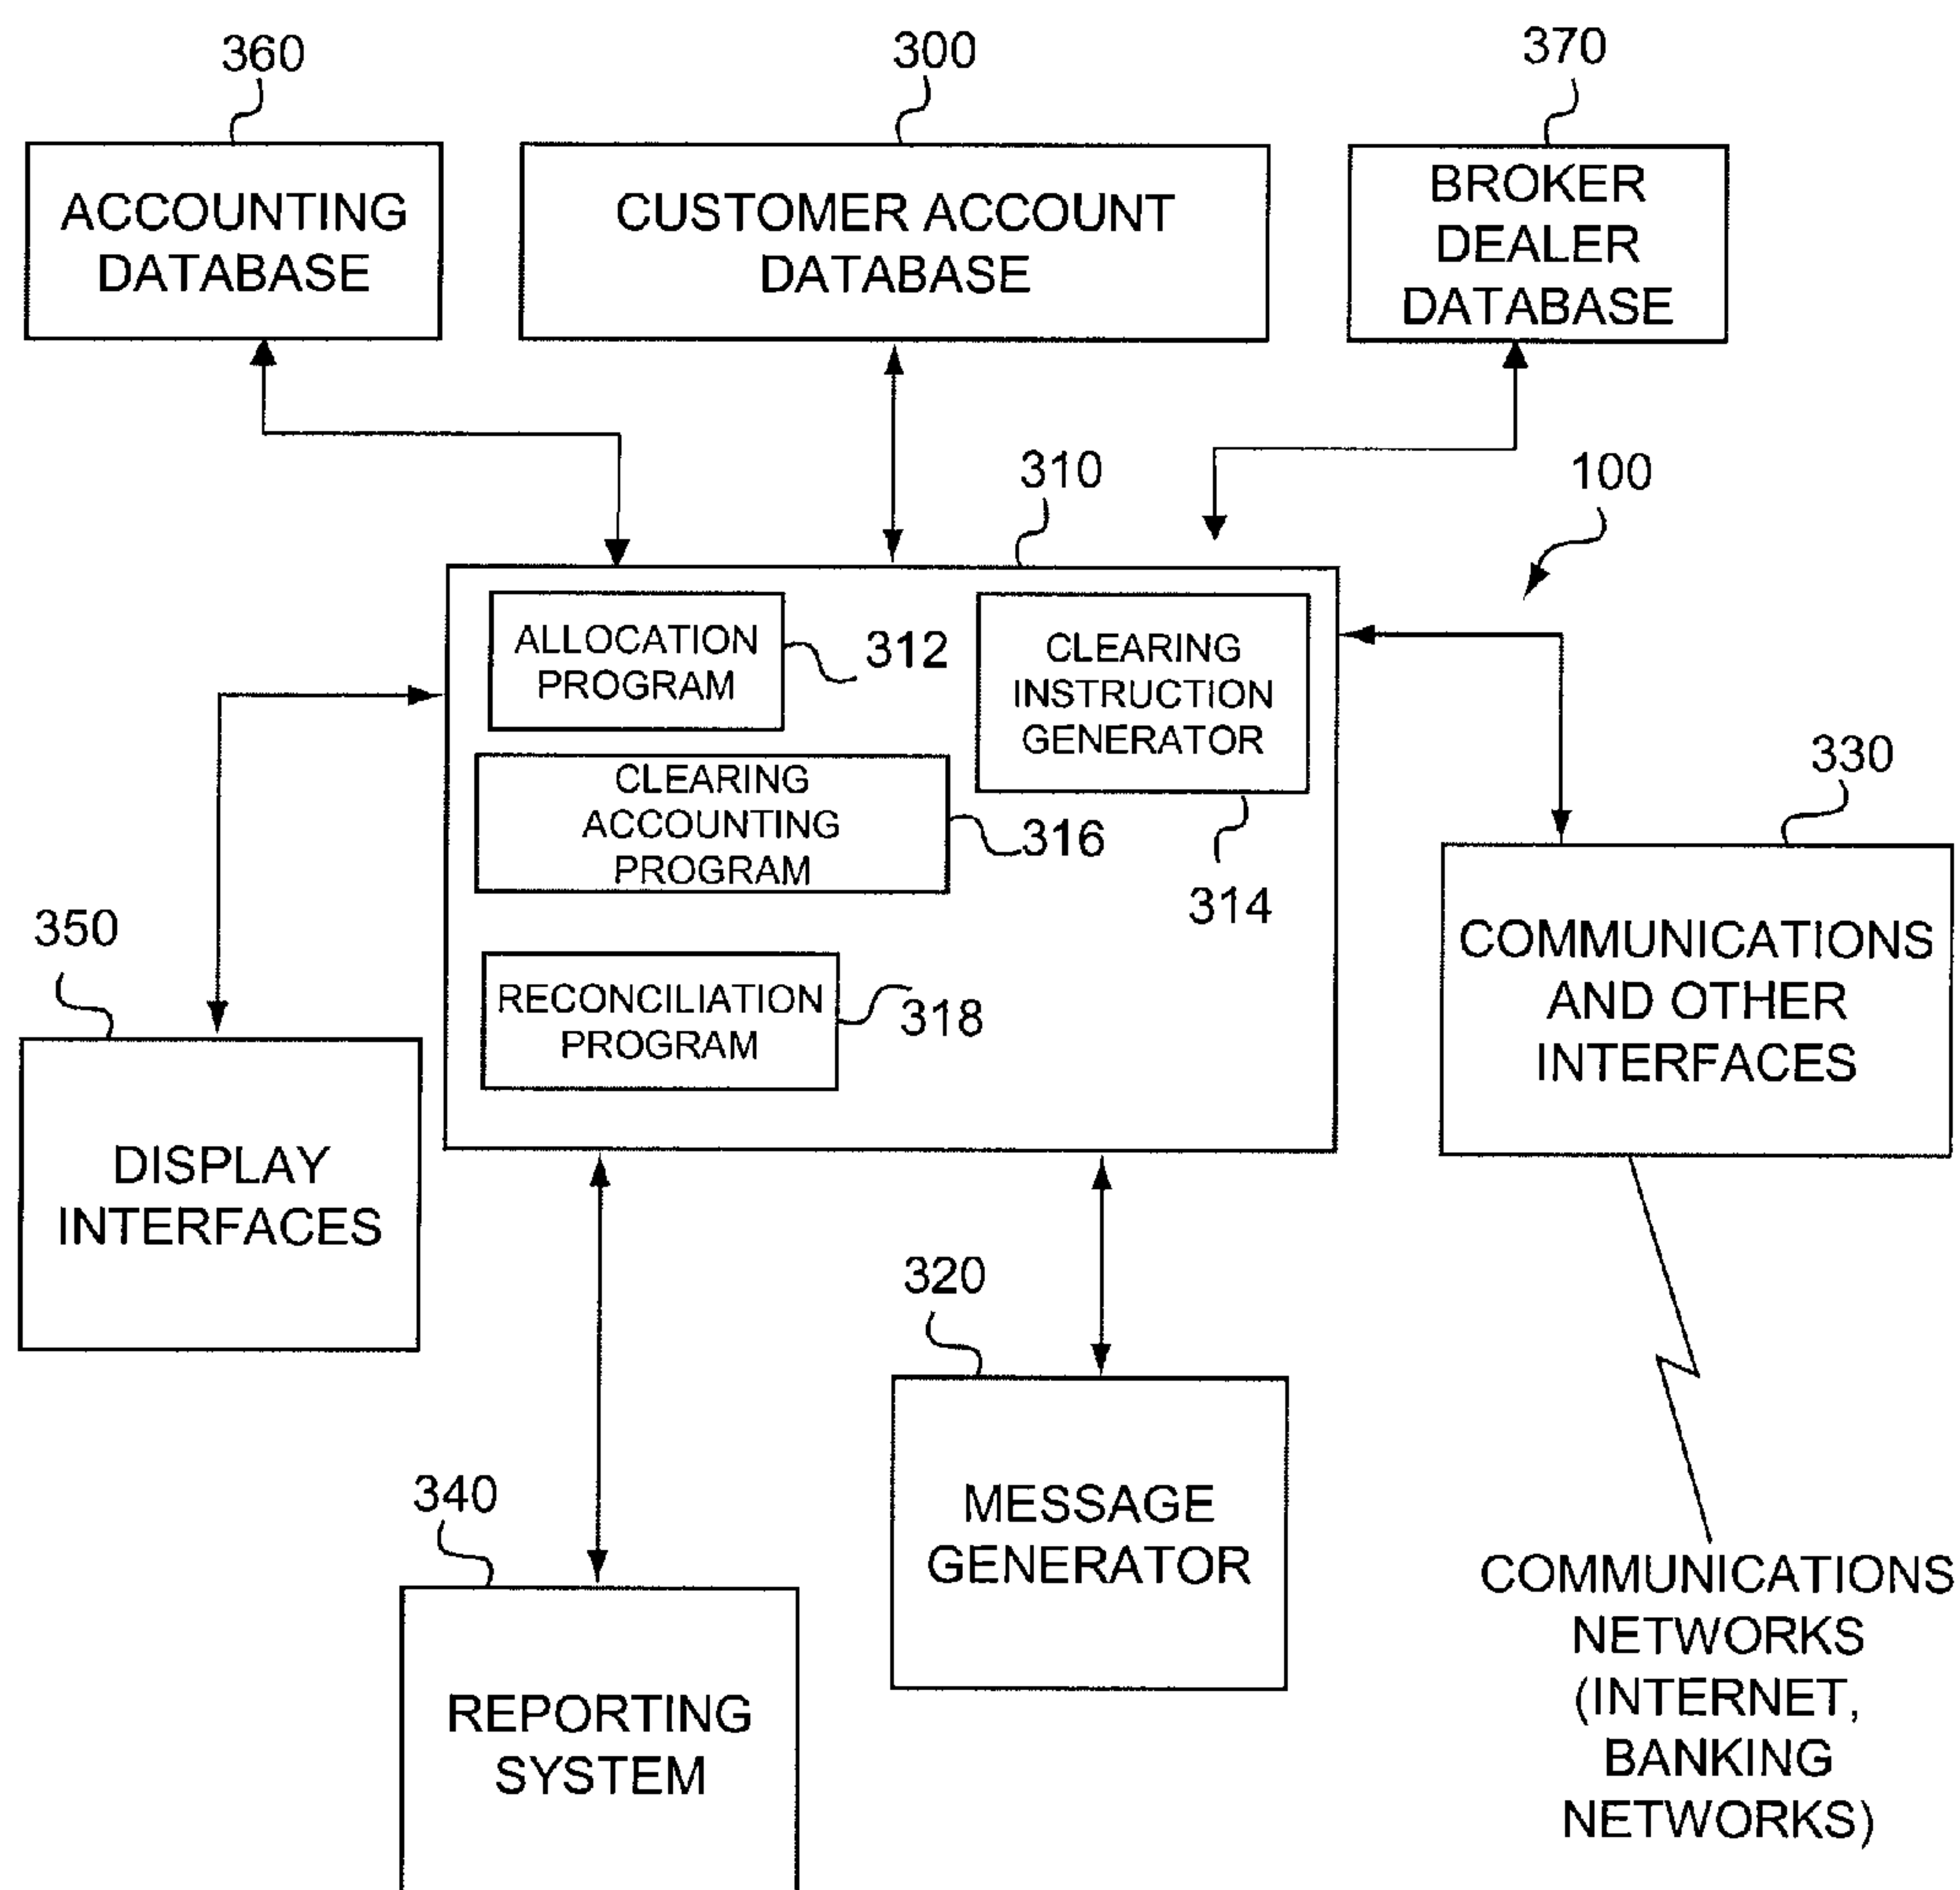 360
300
370
ACCOUNTING
DATABASE
CUSTOMER ACCOUNT
DATABASE
BROKER
DEALER
DATABASE
310
100
ALLOCATION
PROGRAM
312
CLEARING
INSTRUCTION
GENERATOR
314
CLEARING
ACCOUNTING
PROGRAM
316
RECONCILIATION
PROGRAM
318
330
COMMUNICATIONS
AND OTHER
INTERFACES
350
DISPLAY
INTERFACES
320
MESSAGE
GENERATOR
340
REPORTING
SYSTEM
COMMUNICATIONS
NETWORKS
(INTERNET,
BANKING
NETWORKS)